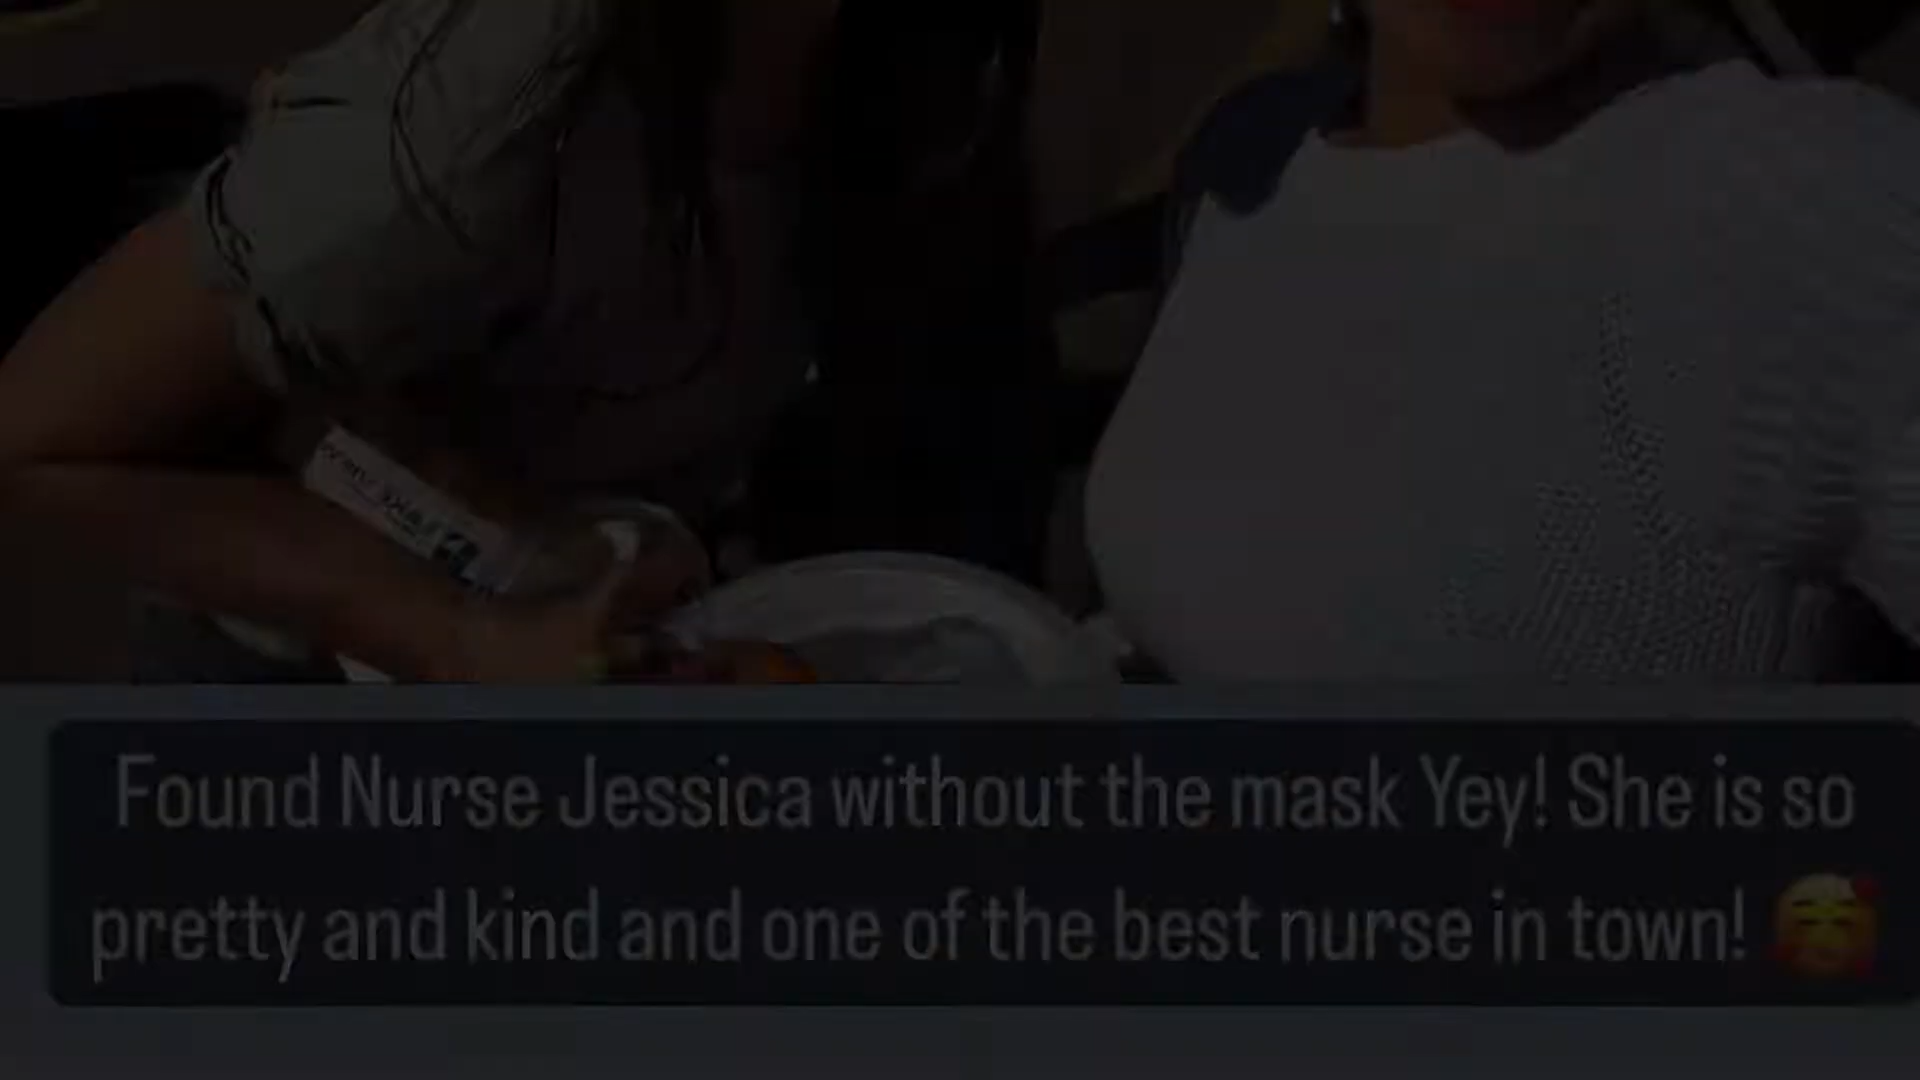 Found Nurse Jessica without the mask Yey! She is so
pretty and kind and one of the best nurse in town! 🥰